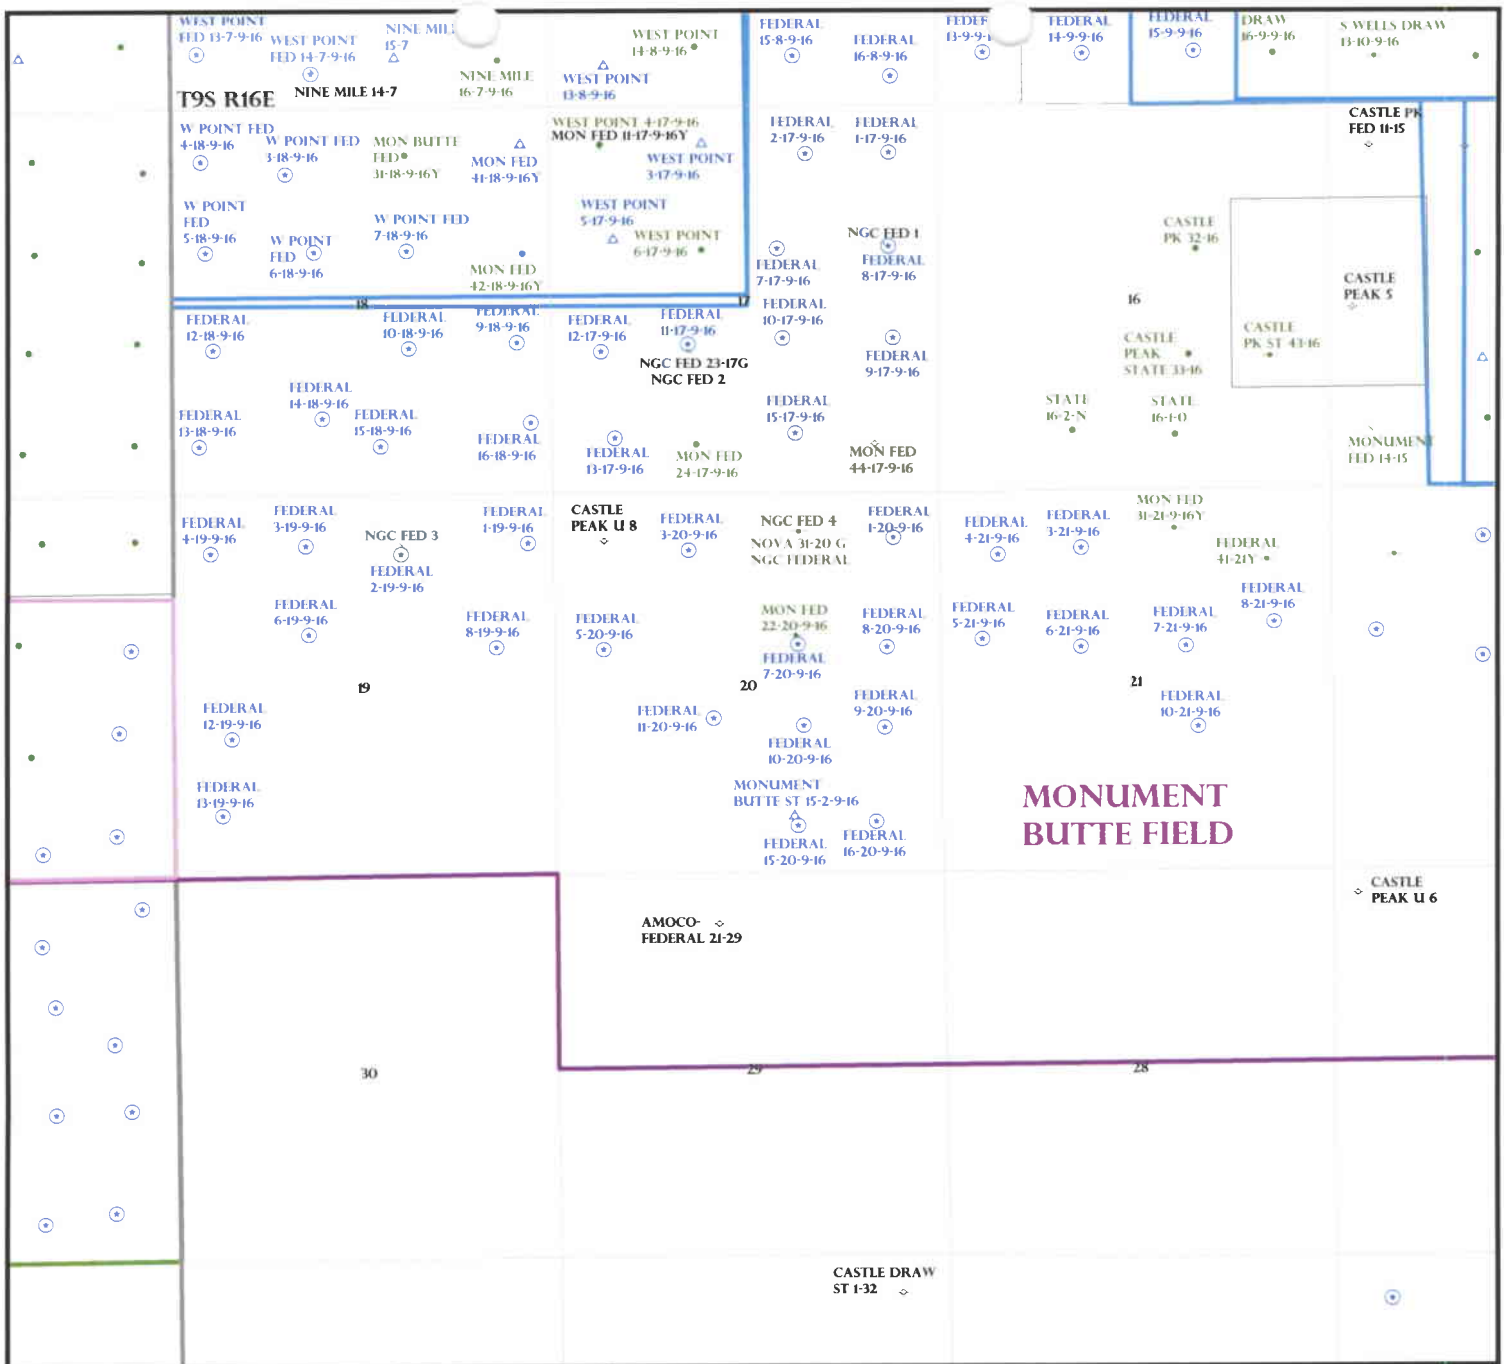 WEST POINT
FED 13-7-9-16
WEST POINT
FED 14-7-9-16
15-7
NINE MILE 14-7
NINE MILE
16-7-9-16
WEST POINT
14-8-9-16
WEST POINT
13-8-9-16
FEDERAL
15-8-9-16
FEDERAL
16-8-9-16
13-9-9-1
FEDERAL
14-9-9-16
FEDERAL
15-9-9-16
DRAW
16-9-9-16
S WELLS DRAW
13-10-9-16
T9S R16E
W POINT FED
4-18-9-16
W POINT FED
3-18-9-16
MON BUTTE
FED
31-18-9-16Y
MON FED
41-18-9-16Y
WEST POINT 4-17-9-16
MON FED 11-17-9-16Y
WEST POINT
3-17-9-16
FEDERAL
2-17-9-16
FEDERAL
1-17-9-16
CASTLE PK
FED 11-15
W POINT
FED
5-18-9-16
W POINT
FED
6-18-9-16
W POINT FED
7-18-9-16
MON FED
42-18-9-16Y
WEST POINT
5-17-9-16
WEST POINT
6-17-9-16
FEDERAL
7-17-9-16
NGC FED 1
FEDERAL
8-17-9-16
CASTLE
PK 32-16
CASTLE
PEAK 5
18
17
16
FEDERAL
12-18-9-16
FEDERAL
10-18-9-16
FEDERAL
9-18-9-16
FEDERAL
12-17-9-16
FEDERAL
11-17-9-16
NGC FED 23-17G
NGC FED 2
FEDERAL
10-17-9-16
FEDERAL
9-17-9-16
CASTLE
PEAK
STATE 33-16
CASTLE
PK ST 43-16
FEDERAL
14-18-9-16
FEDERAL
13-18-9-16
FEDERAL
15-18-9-16
FEDERAL
16-18-9-16
FEDERAL
13-17-9-16
MON FED
24-17-9-16
FEDERAL
15-17-9-16
MON FED
44-17-9-16
STATE
16-2-N
STATE
16-1-O
MONUMENT
FED 14-15
FEDERAL
4-19-9-16
FEDERAL
3-19-9-16
NGC FED 3
FEDERAL
2-19-9-16
FEDERAL
1-19-9-16
CASTLE
PEAK U 8
FEDERAL
3-20-9-16
NGC FED 4
NOVA 31-20 G
NGC FEDERAL
FEDERAL
1-20-9-16
FEDERAL
4-21-9-16
FEDERAL
3-21-9-16
MON FED
31-21-9-16Y
FEDERAL
41-21Y
FEDERAL
6-19-9-16
FEDERAL
8-19-9-16
FEDERAL
5-20-9-16
MON FED
22-20-9-16
FEDERAL
7-20-9-16
FEDERAL
8-20-9-16
FEDERAL
5-21-9-16
FEDERAL
6-21-9-16
FEDERAL
7-21-9-16
FEDERAL
8-21-9-16
19
20
21
FEDERAL
12-19-9-16
FEDERAL
11-20-9-16
FEDERAL
10-20-9-16
FEDERAL
9-20-9-16
FEDERAL
10-21-9-16
FEDERAL
13-19-9-16
MONUMENT
BUTTE ST 15-2-9-16
FEDERAL
15-20-9-16
FEDERAL
16-20-9-16
MONUMENT
BUTTE FIELD
CASTLE
PEAK U 6
AMOCO-
FEDERAL 21-29
30
29
28
CASTLE DRAW
ST 1-32